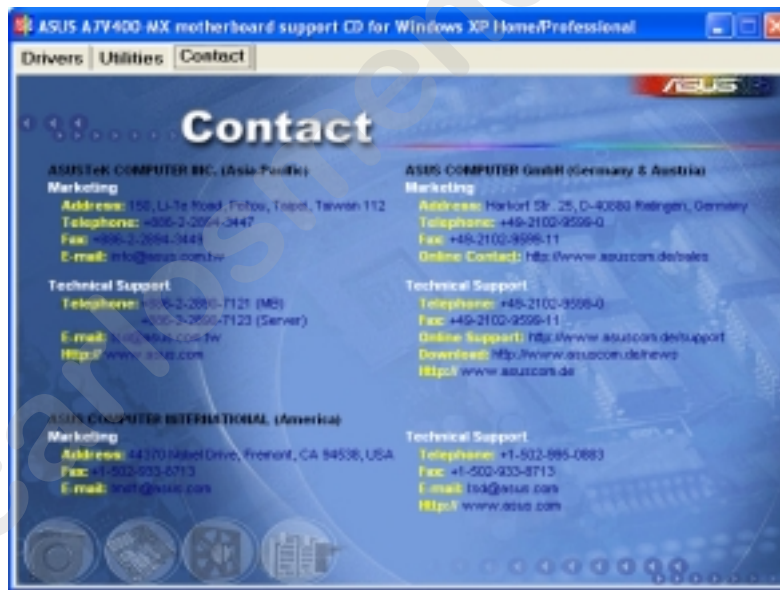 ASUS A7V400-MX motherboard support CD for Windows XP Home/Professional
Drivers Utilities Contact
ASUS
Contact
ASUSTeK COMPUTER INC. (Asia-Pacific)
Marketing
Address: 150, Li-Te Road, Peitou, Taipei, Taiwan 112
Telephone: +886-2-2894-3447
Fax: +886-2-2894-3449
E-mail: info@asus.com.tw
Technical Support
Telephone: +886-2-2890-7121 (MB)
+886-2-2890-7123 (Server)
E-mail:
Http:// www.asus.com
ASUS COMPUTER GmbH (Germany & Austria)
Marketing
Address: Harkort Str. 25, D-40880 Ratingen, Germany
Telephone: +49-2102-9599-0
Fax: +49-2102-9599-11
Online Contact: http://www.asuscom.de/sales
Technical Support
Telephone: +49-2102-9599-0
Fax: +49-2102-9599-11
Online Support: http://www.asuscom.de/support
Download: http://www.asuscom.de/news
Http:// www.asuscom.de
ASUS COMPUTER INTERNATIONAL (America)
Marketing
Address: 44370 Nobel Drive, Fremont, CA 94538, USA
Fax: +1-502-933-8713
E-mail:
Technical Support
Telephone: +1-502-995-0883
Fax: +1-502-933-8713
E-mail: tsd@asus.com
Http:// www.asus.com